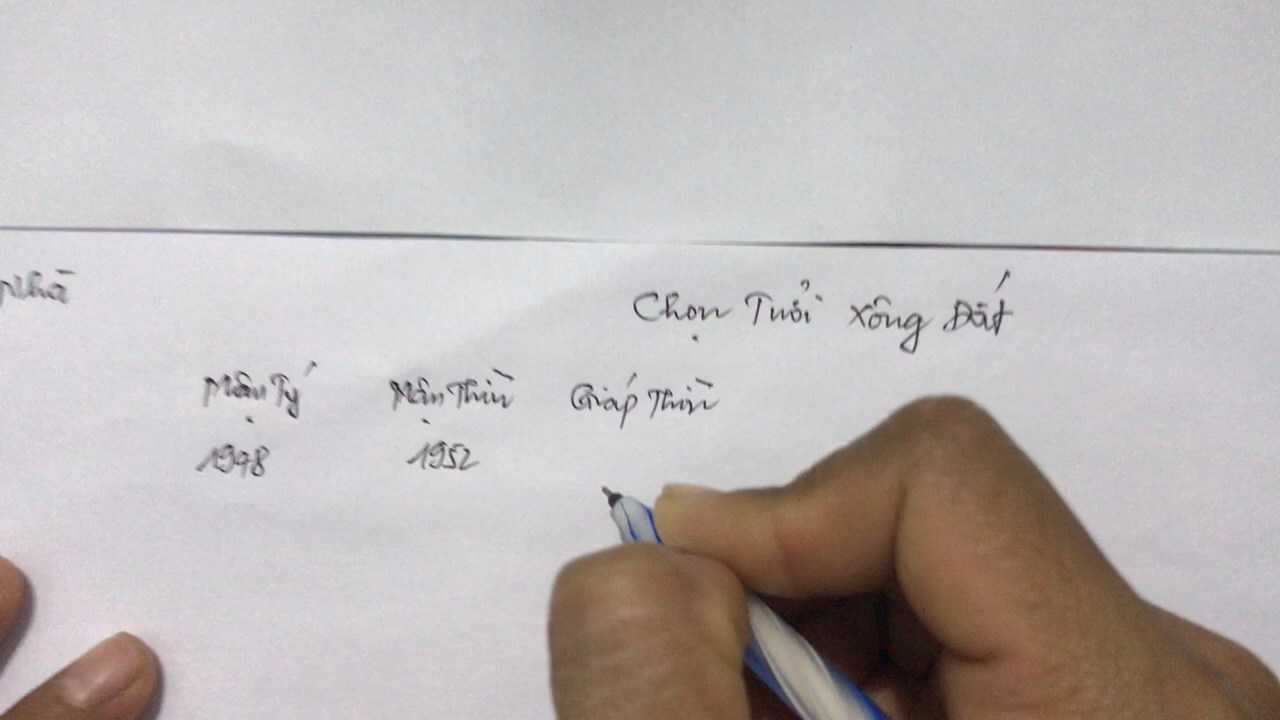 Nhà
Chọn Tuổi Xông Đất
Mậu Tý Mậu Thìn Giáp Thìn
1948 1952